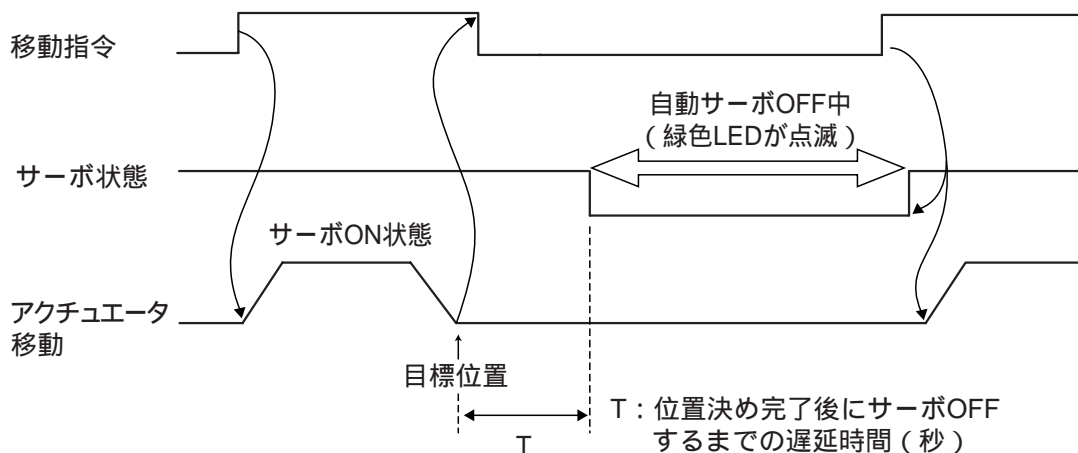 移動指令
自動サーボOFF中
（緑色LEDが点滅）
サーボ状態
サーボON状態
アクチュエータ
移動
目標位置
T
T：位置決め完了後にサーボOFF
するまでの遅延時間（秒）